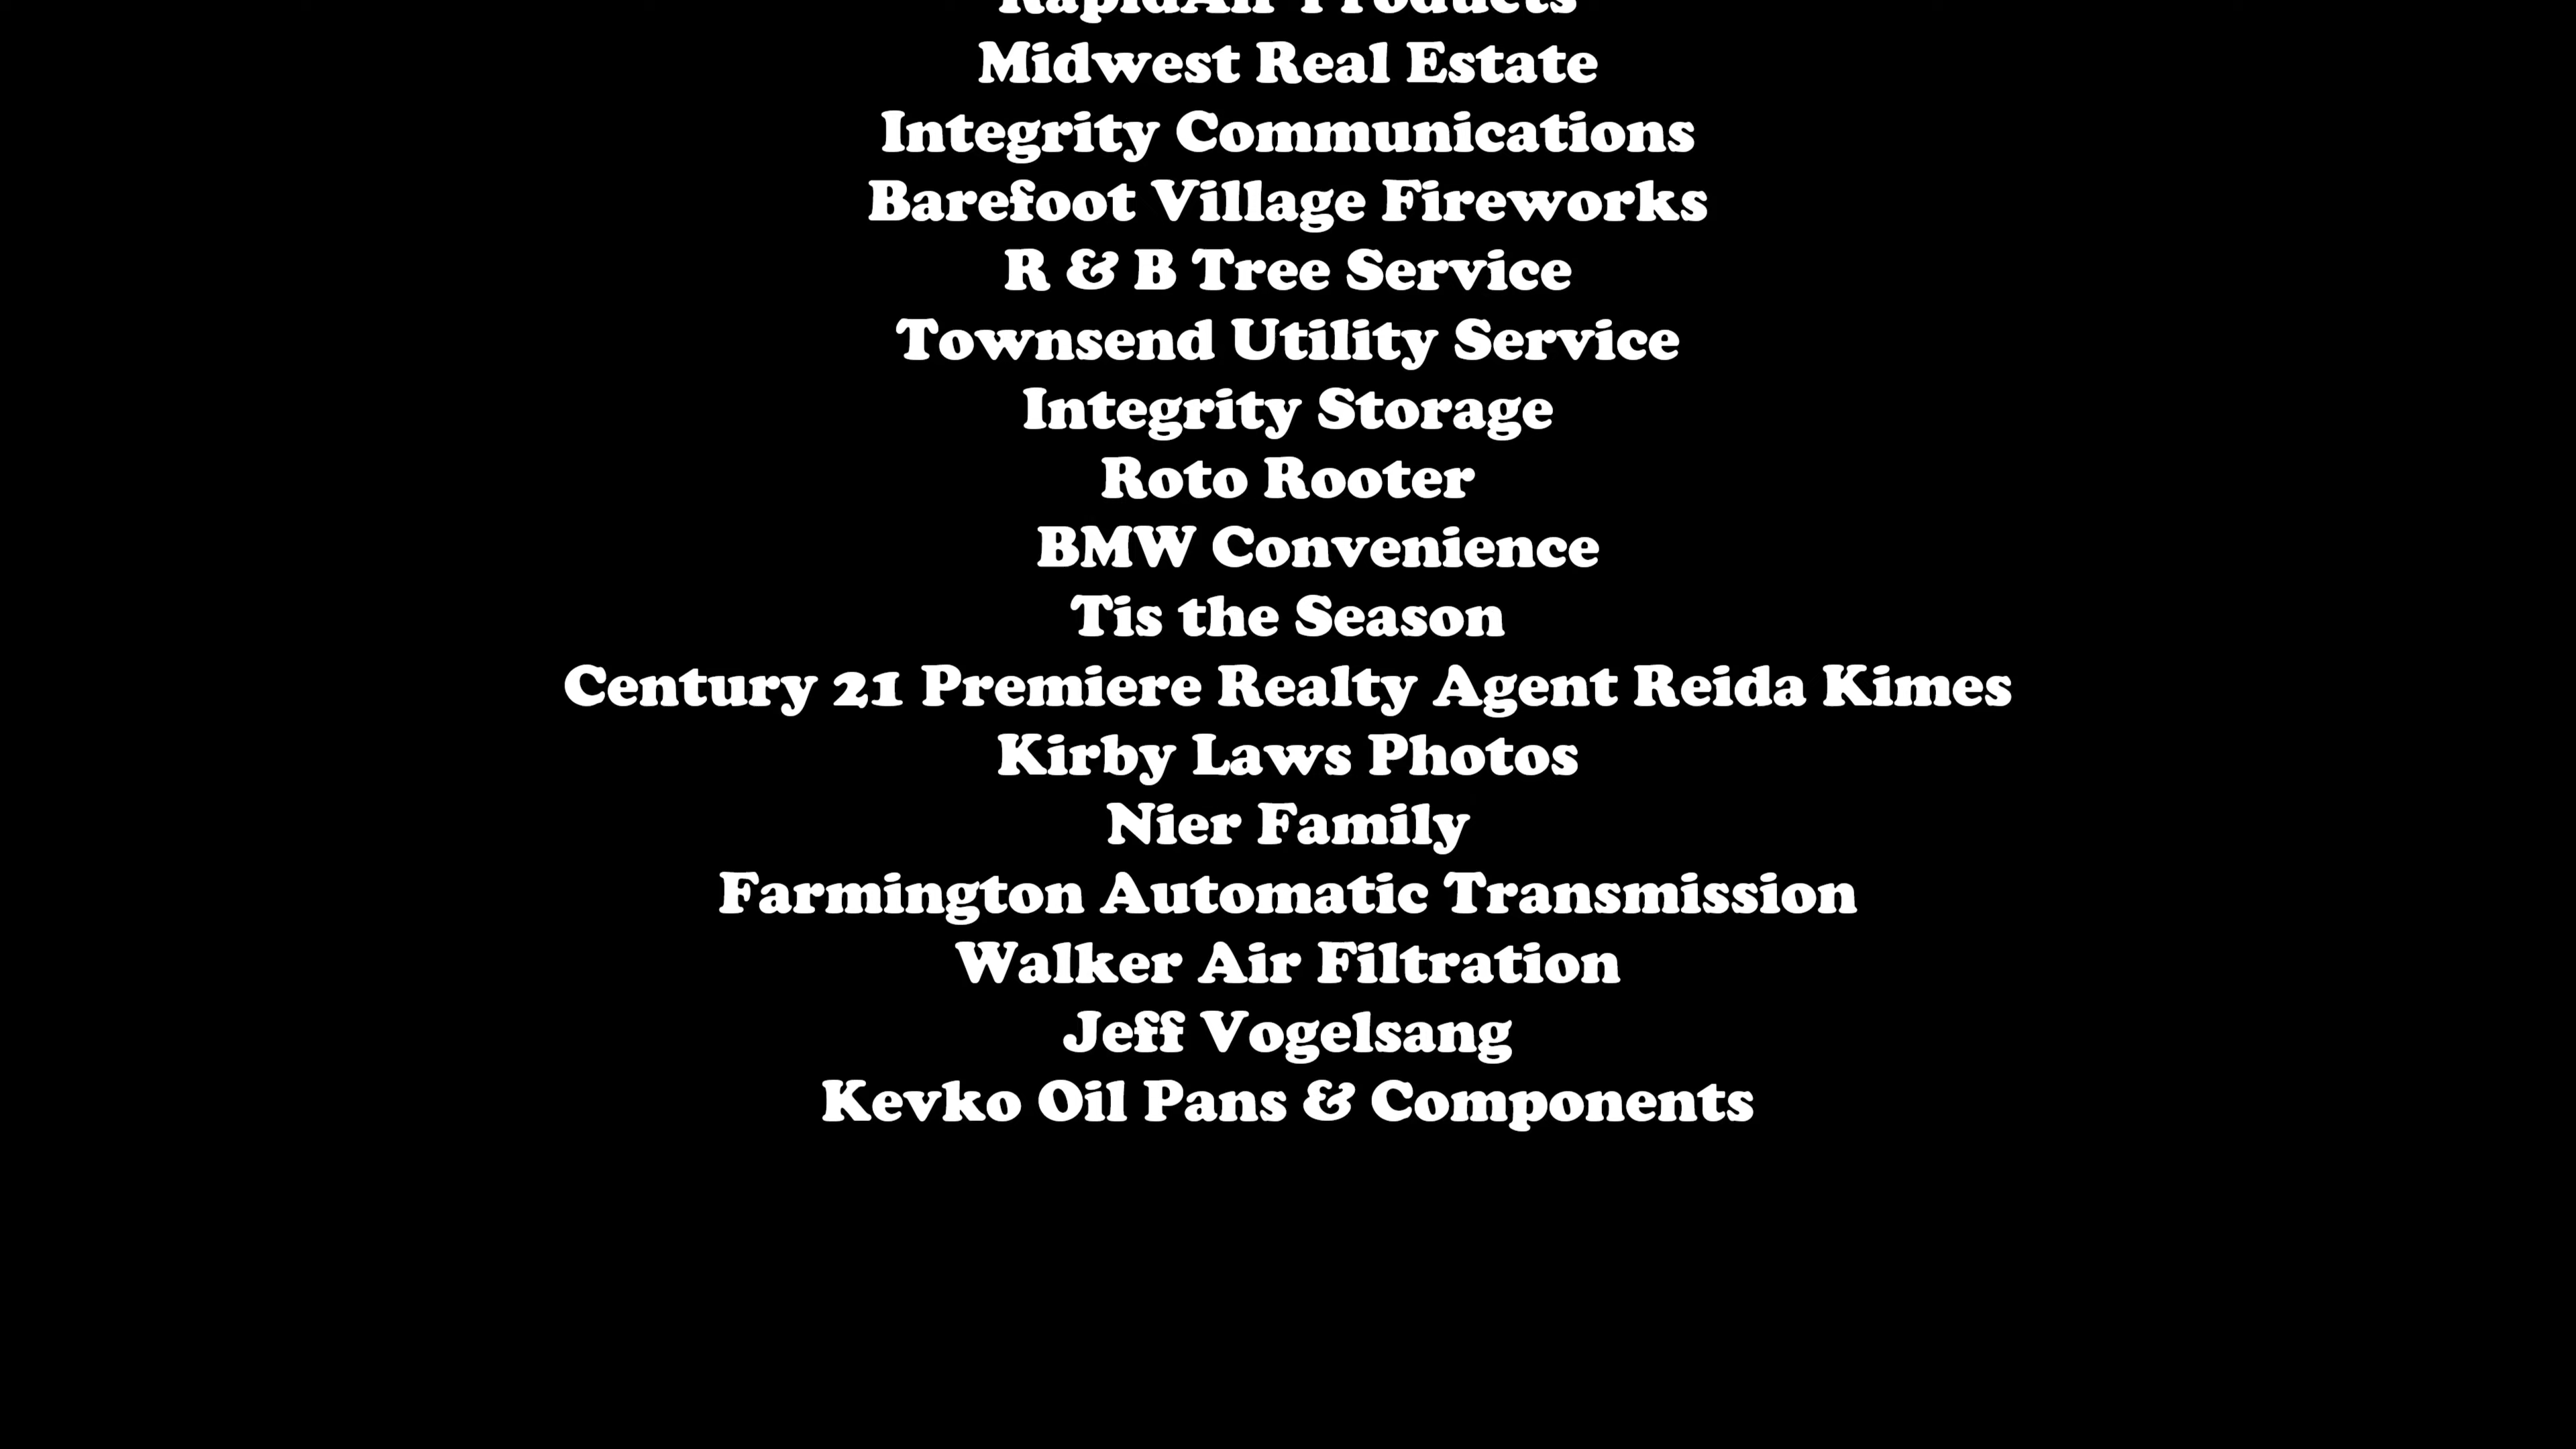 RapidAir Products
Midwest Real Estate
Integrity Communications
Barefoot Village Fireworks
R & B Tree Service
Townsend Utility Service
Integrity Storage
Roto Rooter
BMW Convenience
Tis the Season
Century 21 Premiere Realty Agent Reida Kimes
Kirby Laws Photos
Nier Family
Farmington Automatic Transmission
Walker Air Filtration
Jeff Vogelsang
Kevko Oil Pans & Components